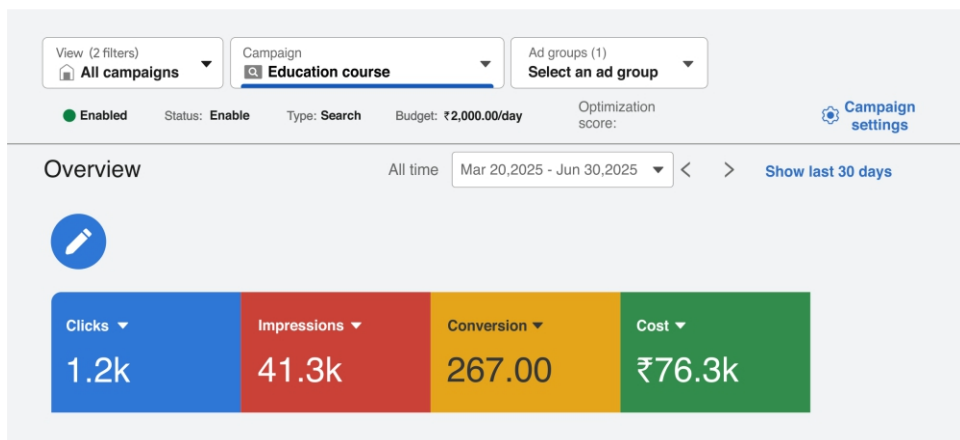 View (2 filters)
All campaigns
Campaign
Education course
Ad groups (1)
Select an ad group
Enabled
Status: Enable
Type: Search
Budget: ₹2,000.00/day
Optimization
score:
Campaign
settings
Overview
All time
Mar 20,2025 - Jun 30,2025
Show last 30 days
Clicks
1.2k
Impressions
41.3k
Conversion
267.00
Cost
₹76.3k